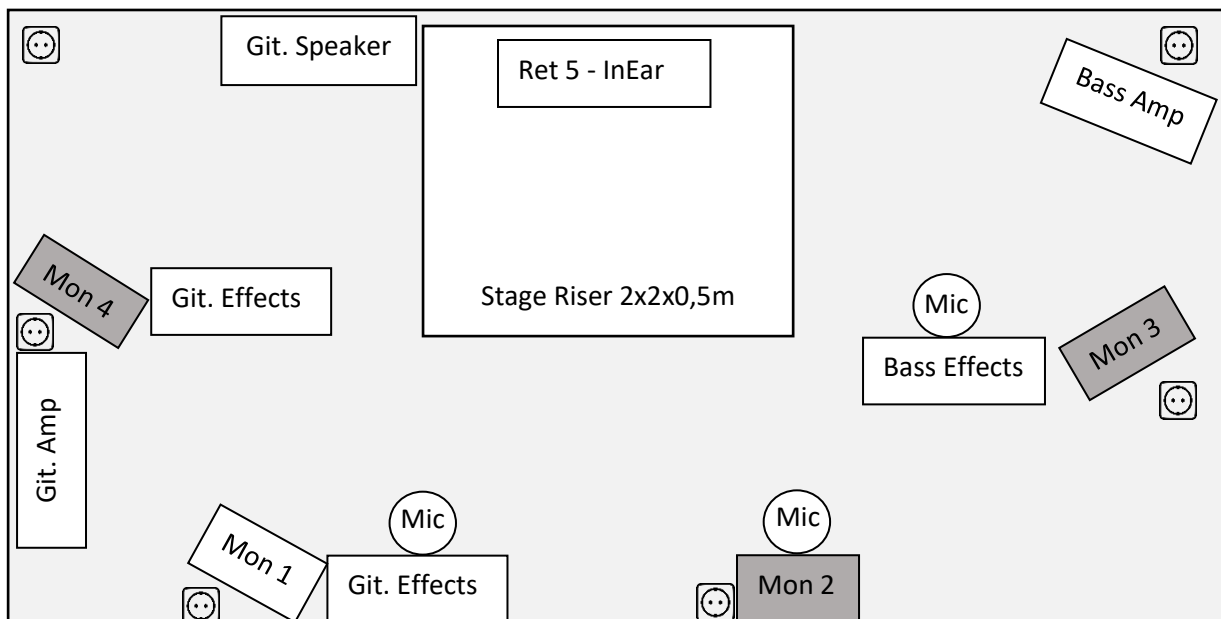 Git. Speaker
Ret 5 - InEar
Bass Amp
Mon 4
Git. Effects
Stage Riser 2x2x0,5m
Mic
Mon 3
Bass Effects
Git. Amp
Mic
Mic
Mon 1
Git. Effects
Mon 2